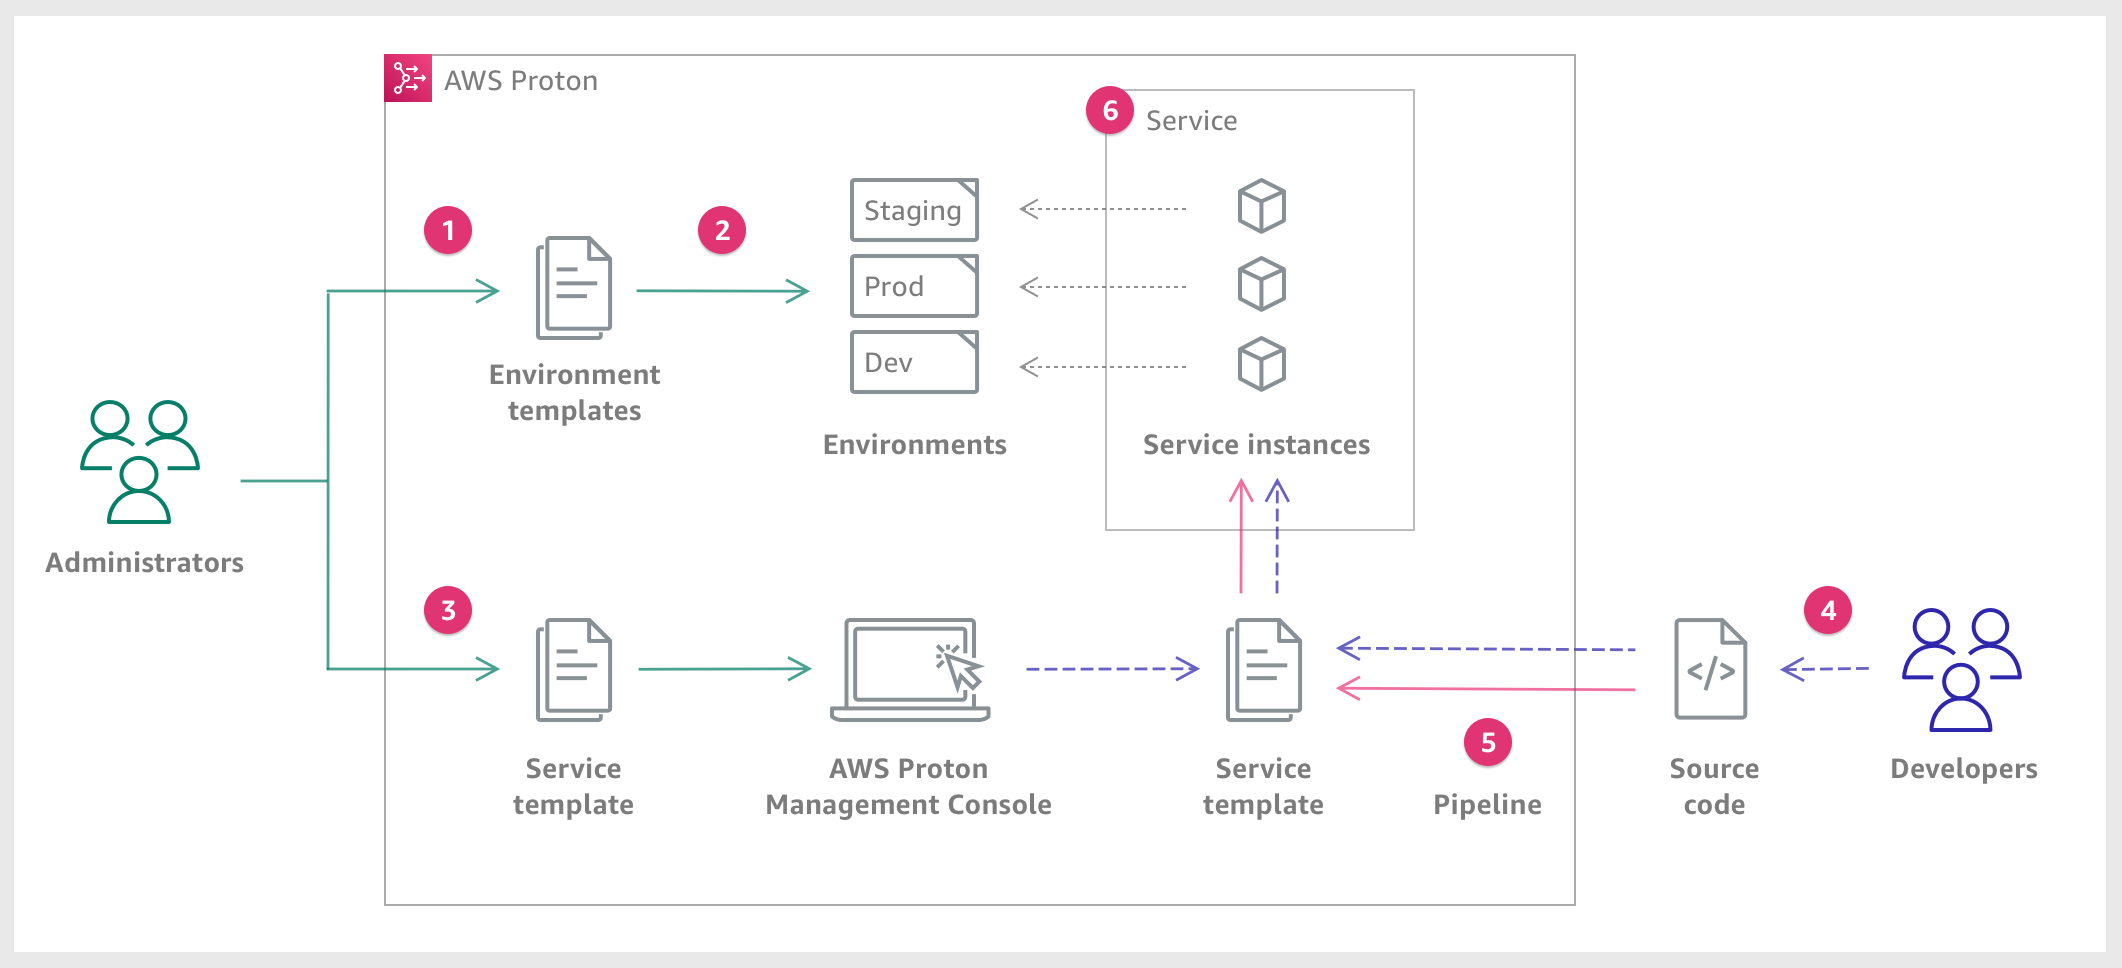 AWS Proton
6
Service
1
2
Staging
Prod
Dev
Environment
templates
Environments
Service instances
Administrators
3
4
5
Service
template
AWS Proton
Management Console
Service
template
Pipeline
Source
code
</>
Developers